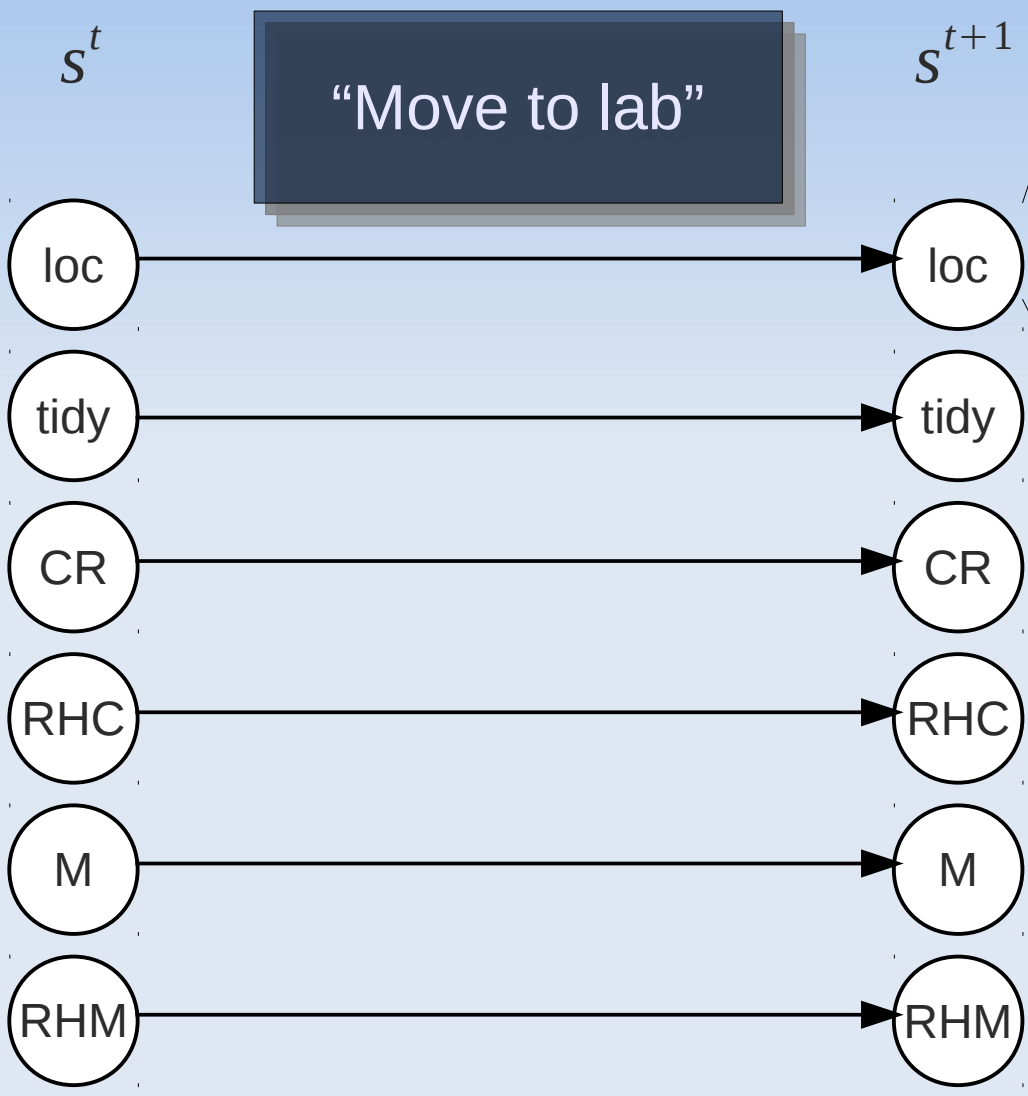 s^t
“Move to lab”
s^{t+1}
loc
loc
tidy
tidy
CR
CR
RHC
RHC
M
M
RHM
RHM